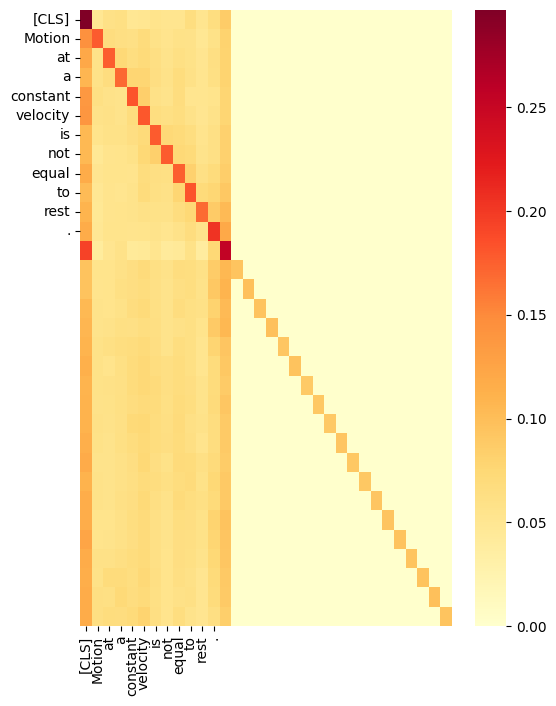 [CLS]
Motion
at
a
constant
velocity
is
not
equal
to
rest
.
[CLS]
Motion
at
a
constant
velocity
is
not
equal
to
rest
.
0.25
0.20
0.15
0.10
0.05
0.00